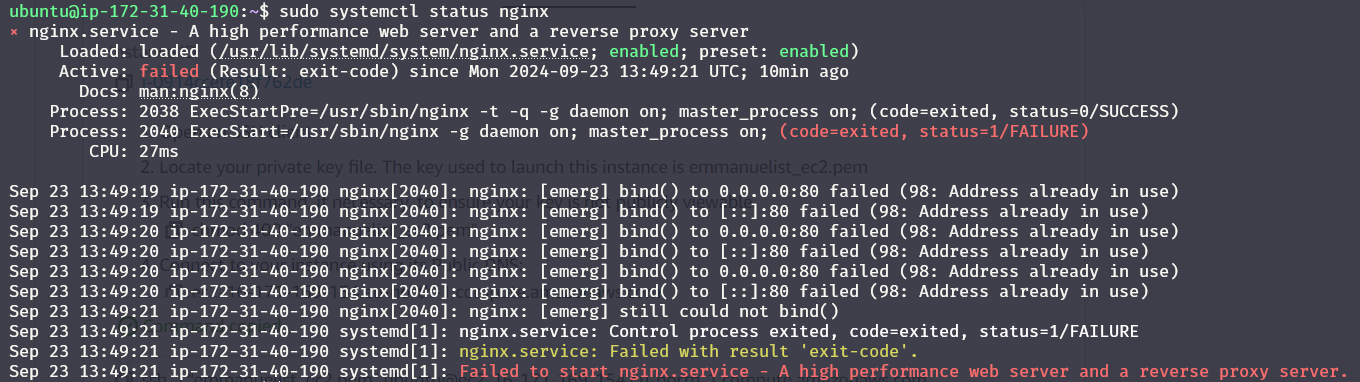 ubuntu@ip-172-31-40-190:~$ sudo systemctl status nginx
× nginx.service - A high performance web server and a reverse proxy server
Loaded: loaded (/usr/lib/systemd/system/nginx.service; enabled; preset: enabled)
Active: failed (Result: exit-code) since Mon 2024-09-23 13:49:21 UTC; 10min ago
Docs: man:nginx(8)
Process: 2038 ExecStartPre=/usr/sbin/nginx -t -q -g daemon on; master_process on; (code=exited, status=0/SUCCESS)
Process: 2040 ExecStart=/usr/sbin/nginx -g daemon on; master_process on; (code=exited, status=1/FAILURE)
CPU: 27ms
2. Locate your private key file. The key used to launch this instance is emmanuelist_ec2.pem
Sep 23 13:49:19 ip-172-31-40-190 nginx[2040]: nginx: [emerg] bind() to 0.0.0.0:80 failed (98: Address already in use)
Sep 23 13:49:19 ip-172-31-40-190 nginx[2040]: nginx: [emerg] bind() to [::]:80 failed (98: Address already in use)
Sep 23 13:49:20 ip-172-31-40-190 nginx[2040]: nginx: [emerg] bind() to 0.0.0.0:80 failed (98: Address already in use)
Sep 23 13:49:20 ip-172-31-40-190 nginx[2040]: nginx: [emerg] bind() to [::]:80 failed (98: Address already in use)
Sep 23 13:49:20 ip-172-31-40-190 nginx[2040]: nginx: [emerg] bind() to 0.0.0.0:80 failed (98: Address already in use)
Sep 23 13:49:20 ip-172-31-40-190 nginx[2040]: nginx: [emerg] bind() to [::]:80 failed (98: Address already in use)
Sep 23 13:49:21 ip-172-31-40-190 nginx[2040]: nginx: [emerg] still could not bind()
Sep 23 13:49:21 ip-172-31-40-190 systemd[1]: nginx.service: Control process exited, code=exited, status=1/FAILURE
Sep 23 13:49:21 ip-172-31-40-190 systemd[1]: nginx.service: Failed with result 'exit-code'.
Sep 23 13:49:21 ip-172-31-40-190 systemd[1]: Failed to start nginx.service - A high performance web server and a reverse proxy server.